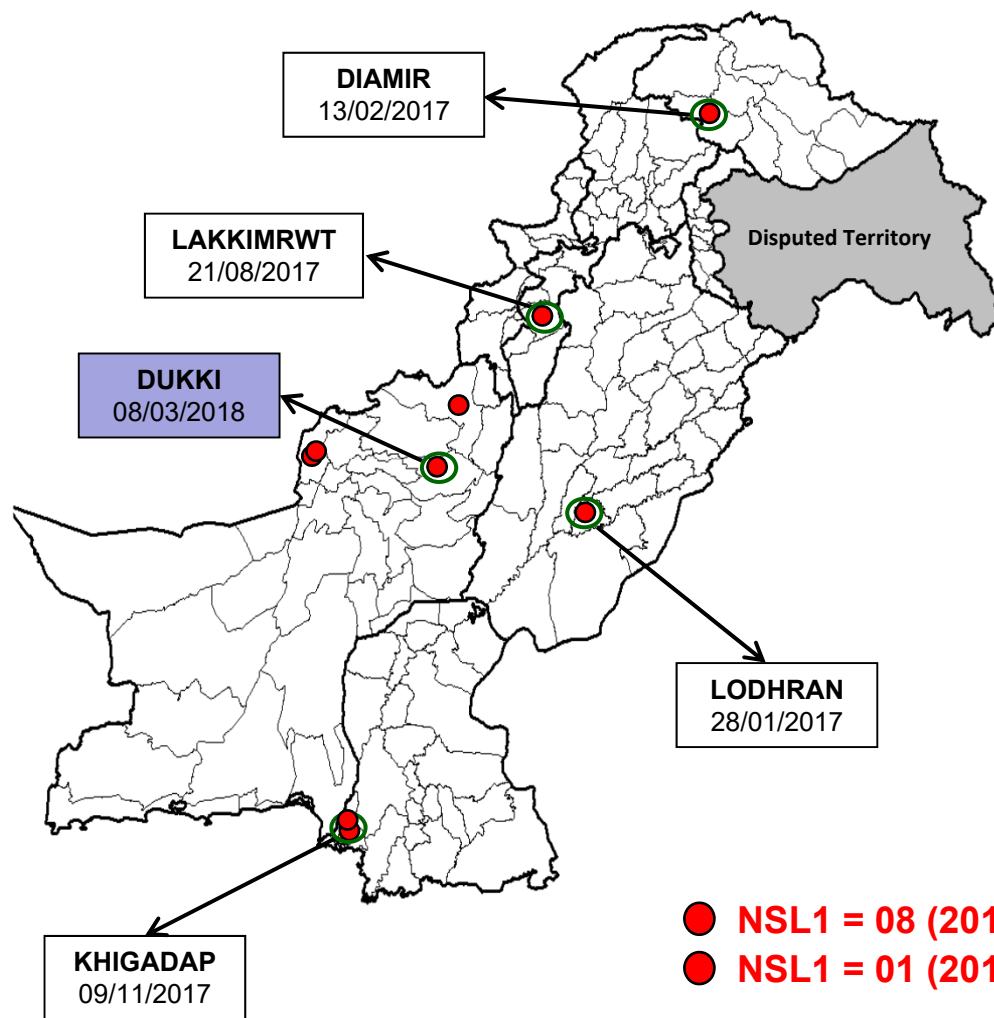 DIAMIR
13/02/2017
Disputed Territory
LAKKIMRWT
21/08/2017
DUKKI
08/03/2018
LODHRAN
28/01/2017
NSL1 = 08 (201
NSL1 = 01 (201
KHIGADAP
09/11/2017